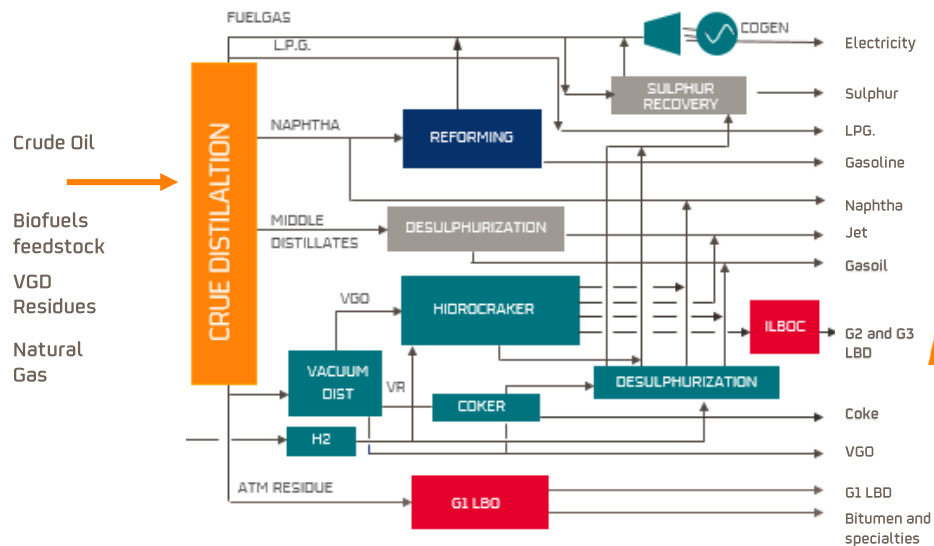 FUELGAS
L.P.G.
COGEN
Electricity
SULPHUR
RECOVERY
Sulphur
NAPHTHA
REFORMING
LPG.
Gasoline
Crude Oil
CRUE DISTILALTION
Naphtha
Biofuels
feedstock
MIDDLE
DISTILLATES
DESULPHURIZATION
Jet
Gasoil
VGD
Residues
VGO
HIDROCRAKER
ILBOC
G2 and G3
LBD
Natural
Gas
VACUUM
DIST
VR
COKER
DESULPHURIZATION
Coke
H2
VGO
ATM RESIDUE
G1 LBO
G1 LBD
Bitumen and
specialties